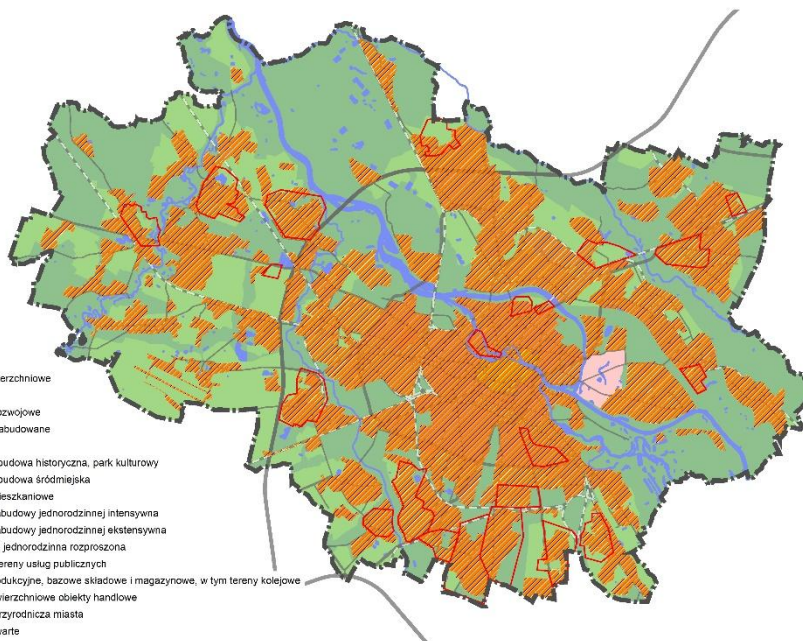 erzchniowe
ozwojowe
abudowane
budowa historyczna, park kulturowy
budowa śródmiejska
ieszkaniowe
abudowy jednorodzinnej intensywna
abudowy jednorodzinnej ekstensywna
jednorodzinna rozproszona
ereny usług publicznych
odukcyjne, bazowe składowe i magazynowe, w tym tereny kolejowe
wierzchniowe obiekty handlowe
rzyrodnicza miasta
warte